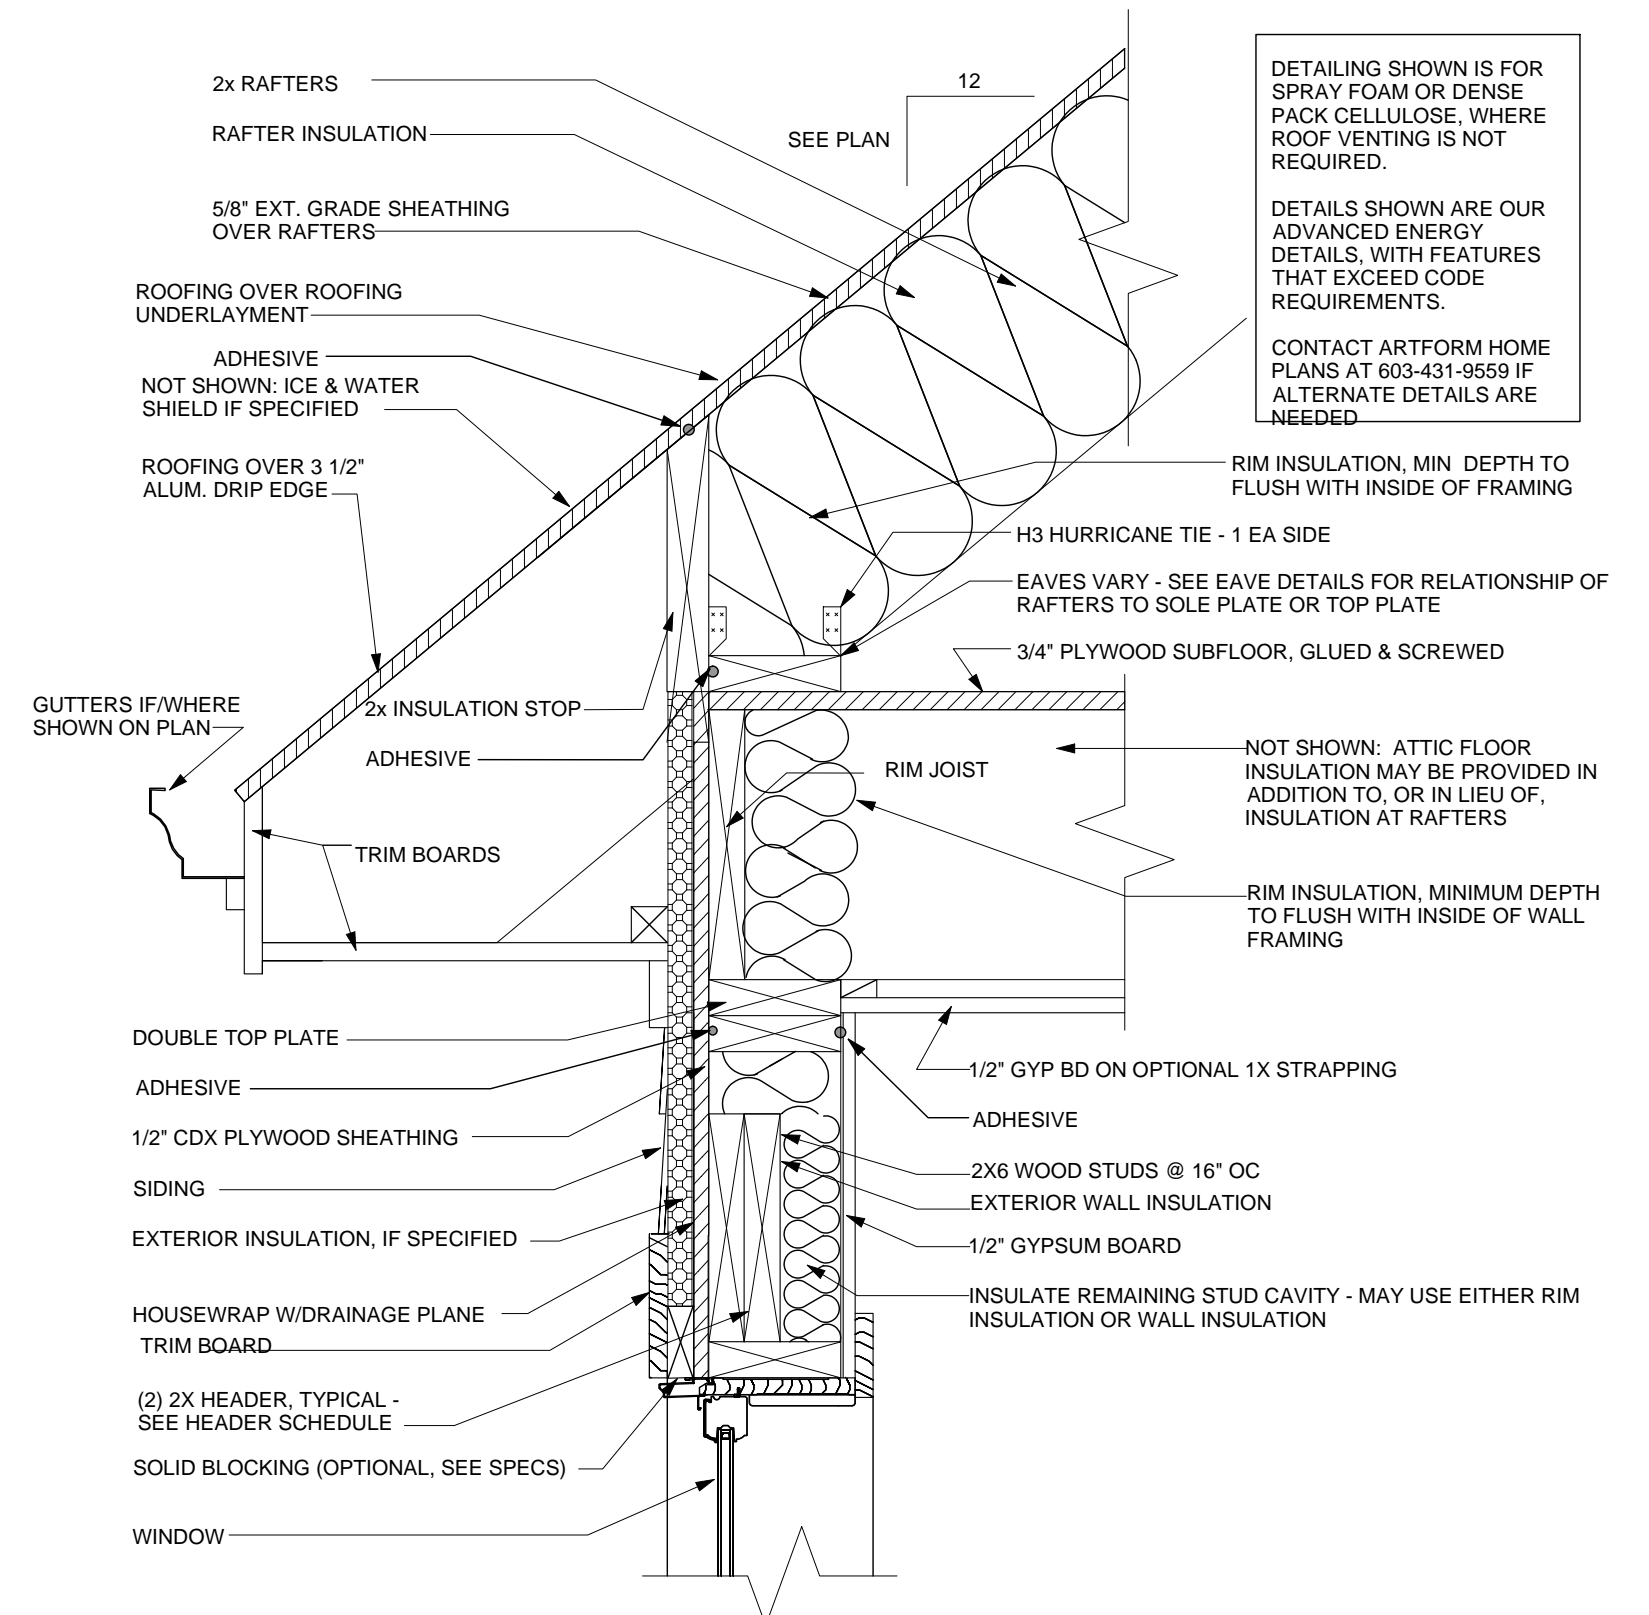 2x RAFTERS
RAFTER INSULATION
5/8" EXT. GRADE SHEATHING
OVER RAFTERS
ROOFING OVER ROOFING
UNDERLAYMENT
ADHESIVE
NOT SHOWN: ICE & WATER
SHIELD IF SPECIFIED
ROOFING OVER 3 1/2"
ALUM. DRIP EDGE
GUTTERS IF/WHERE
SHOWN ON PLAN
2x INSULATION STOP
ADHESIVE
RIM JOIST
TRIM BOARDS
DOUBLE TOP PLATE
ADHESIVE
1/2" CDX PLYWOOD SHEATHING
SIDING
EXTERIOR INSULATION, IF SPECIFIED
HOUSEWRAP W/DRAINAGE PLANE
TRIM BOARD
(2) 2X HEADER, TYPICAL -
SEE HEADER SCHEDULE
SOLID BLOCKING (OPTIONAL, SEE SPECS)
WINDOW
12
SEE PLAN
DETAILING SHOWN IS FOR
SPRAY FOAM OR DENSE
PACK CELLULOSE, WHERE
ROOF VENTING IS NOT
REQUIRED.
DETAILS SHOWN ARE OUR
ADVANCED ENERGY
DETAILS, WITH FEATURES
THAT EXCEED CODE
REQUIREMENTS.
CONTACT ARTFORM HOME
PLANS AT 603-431-9559 IF
ALTERNATE DETAILS ARE
NEEDED
RIM INSULATION, MIN DEPTH TO
FLUSH WITH INSIDE OF FRAMING
H3 HURRICANE TIE - 1 EA SIDE
EAVES VARY - SEE EAVE DETAILS FOR RELATIONSHIP OF
RAFTERS TO SOLE PLATE OR TOP PLATE
3/4" PLYWOOD SUBFLOOR, GLUED & SCREWED
NOT SHOWN: ATTIC FLOOR
INSULATION MAY BE PROVIDED IN
ADDITION TO, OR IN LIEU OF,
INSULATION AT RAFTERS
RIM INSULATION, MINIMUM DEPTH
TO FLUSH WITH INSIDE OF WALL
FRAMING
1/2" GYP BD ON OPTIONAL 1X STRAPPING
ADHESIVE
2X6 WOOD STUDS @ 16" OC
EXTERIOR WALL INSULATION
1/2" GYPSUM BOARD
INSULATE REMAINING STUD CAVITY - MAY USE EITHER RIM
INSULATION OR WALL INSULATION